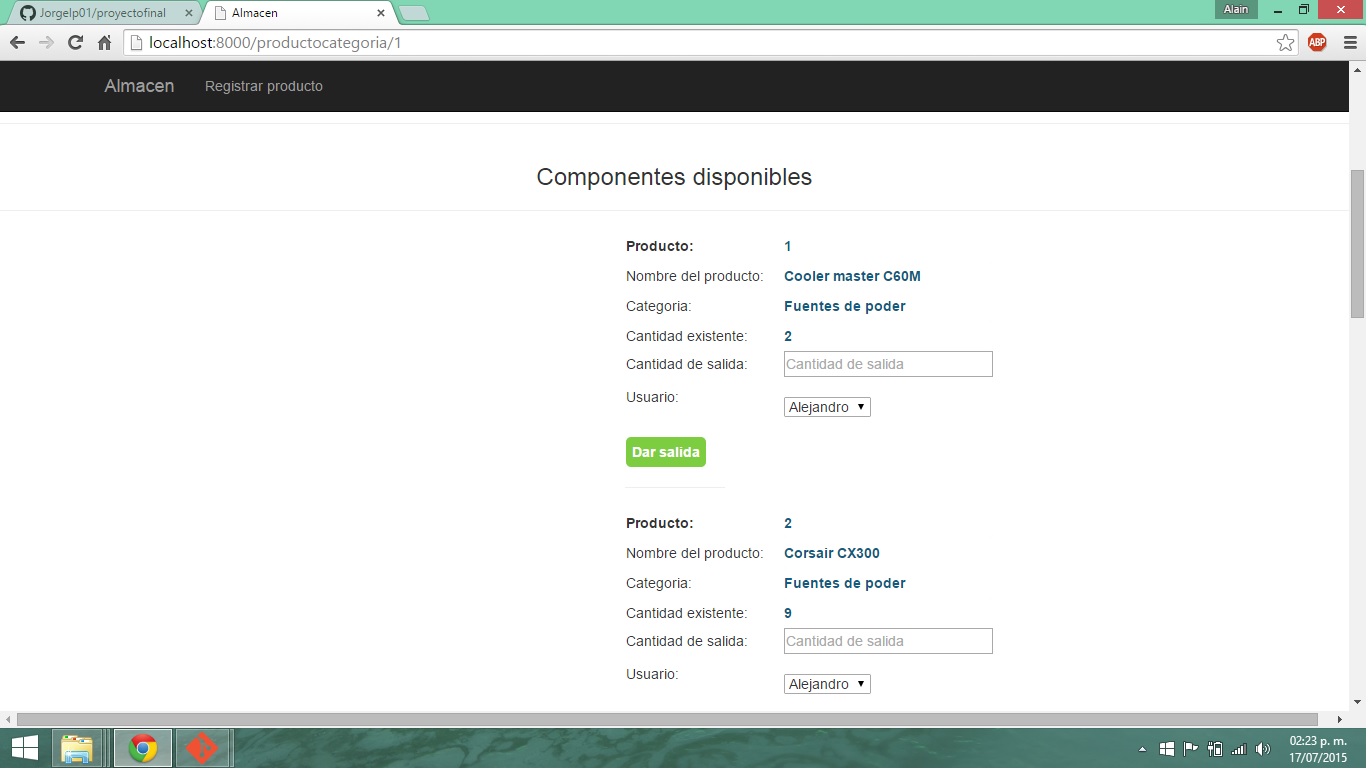 Jorgelp01/proyectofinal
Almacen
Alain
localhost:8000/productocategoria/1
ABP
Almacen
Registrar producto
Componentes disponibles
Producto: 1
Nombre del producto: Cooler master C60M
Categoria: Fuentes de poder
Cantidad existente: 2
Cantidad de salida: Cantidad de salida
Usuario: Alejandro
Dar salida
Producto: 2
Nombre del producto: Corsair CX300
Categoria: Fuentes de poder
Cantidad existente: 9
Cantidad de salida: Cantidad de salida
Usuario: Alejandro
02:23 p. m.
17/07/2015